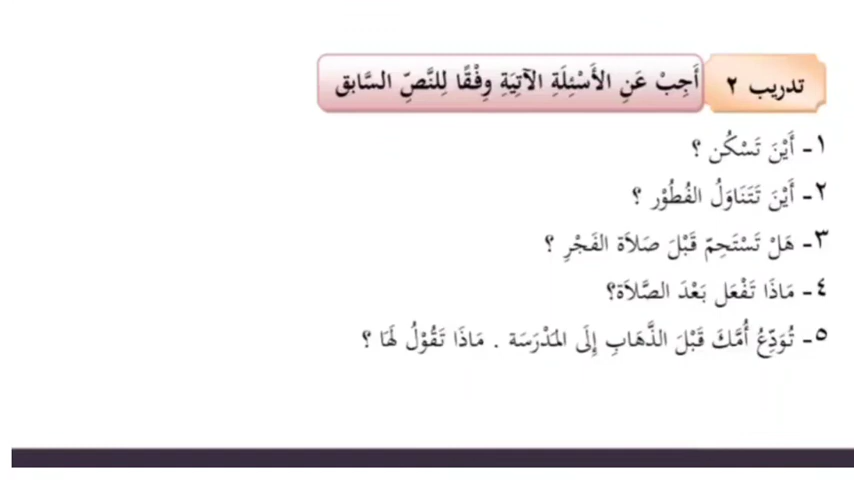 تدريب ٢ أَجِبْ عَنِ الأَسْئِلَةِ الآتِيَةِ وِفْقًا لِلنَّصِّ السَّابق
١- أَيْنَ تَسْكُن ؟
٢- أَيْنَ تَتَنَاوَلُ الفُطُوْر ؟
٣- هَلْ تَسْتَحِمّ قَبْلَ صَلاَة الفَجْرِ ؟
٤- مَاذَا تَفْعَل بَعْدَ الصَّلاَة؟
٥- تُوَدِّعُ أُمَّكَ قَبْلَ الذَّهَابِ إِلَى المَدْرَسَة . مَاذَا تَقُوْلُ لَهَا ؟